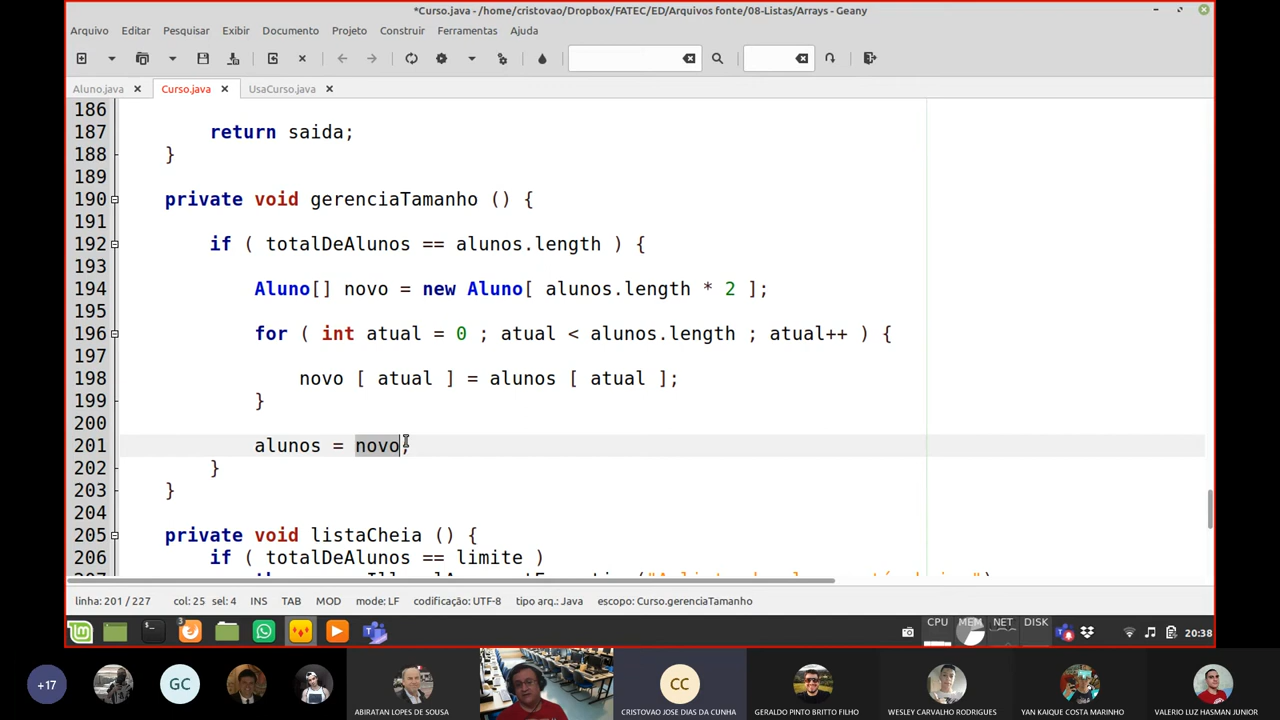 *Curso.java - /home/cristovao/Dropbox/FATEC/ED/Arquivos fonte/08-Listas/Arrays - Geany
Arquivo Editar Pesquisar Exibir Documento Projeto Construir Ferramentas Ajuda
Aluno.java Curso.java UsaCurso.java
186
187 return saida;
188 }
189
190 private void gerenciaTamanho () {
191
192 if ( totalDeAlunos == alunos.length ) {
193
194 Aluno[] novo = new Aluno[ alunos.length * 2 ];
195
196 for ( int atual = 0 ; atual < alunos.length ; atual++ ) {
197
198 novo [ atual ] = alunos [ atual ];
199 }
200
201 alunos = novo;
202 }
203 }
204
205 private void listaCheia () {
206 if ( totalDeAlunos == limite )
linha: 201 / 227 col: 25 sel: 4 INS TAB MOD mode: LF codificação: UTF-8 tipo arq.: Java escopo: Curso.gerenciaTamanho
3 CPU MEM NET DISK 20:38
+17 GC CC
ABIRATAN LOPES DE SOUSA CRISTOVAO JOSE DIAS DA CUNHA GERALDO PINTO BRITTO FILHO WESLEY CARVALHO RODRIGUES YAN KAIQUE COSTA MARINHO VALERIO LUZ HASMAN JUNIOR